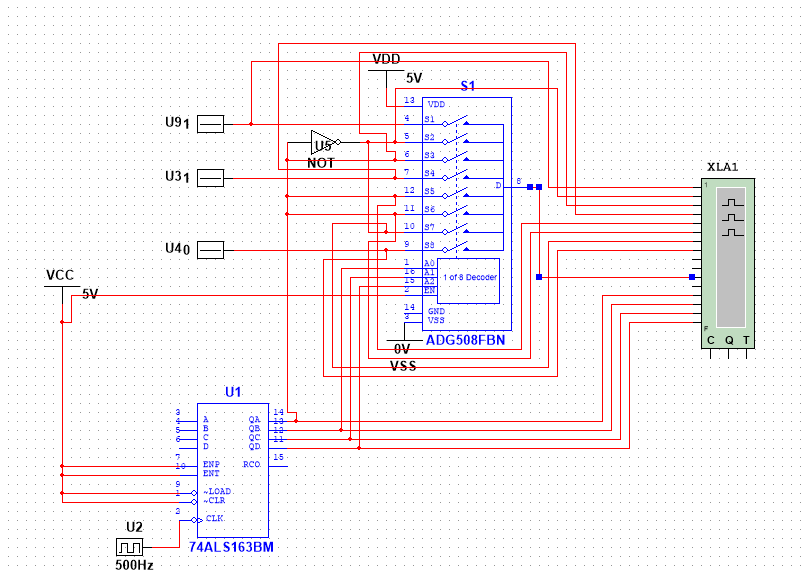 VDD
5V
S1
13 VDD
U9 1
4 S1
U5
NOT
5 S2
6 S3
U3 1
7 S4
D 8
12 S5
11 S6
10 S7
U4 0
9 S8
1 A0
16 A1
15 A2
2 EN
1 of 8 Decoder
14 GND
3 VSS
ADG508FBN
0V
VSS
XLA1
1
F
C Q T
VCC
5V
U1
3 A QA 14
4 B QB 13
5 C QC 12
6 D QD 11
7 ENP RCO 15
10 ENT
9 ~LOAD
1 ~CLR
2 CLK
74ALS163BM
U2
500Hz